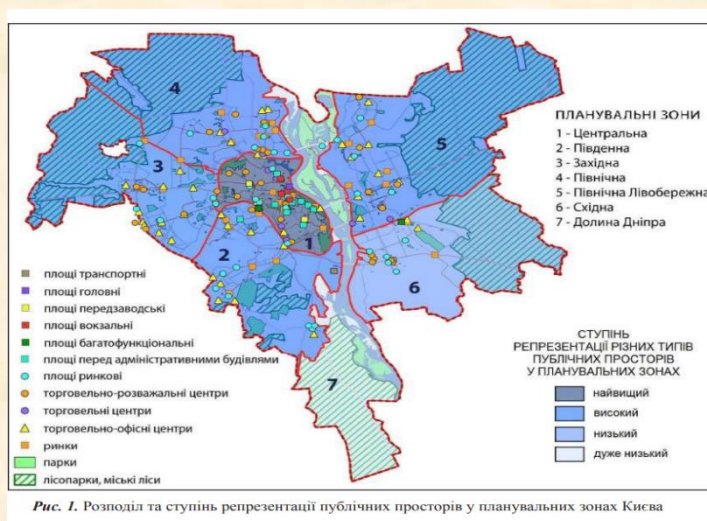 4
3
5
1
2
6
7
ПЛАНУВАЛЬНІ ЗОНИ
1 - Центральна
2 - Південна
3 - Західна
4 - Північна
5 - Північна Лівобережна
6 - Східна
7 - Долина Дніпра
площі транспортні
площі головні
площі передзаводські
площі вокзальні
площі багатофункціональні
площі перед адміністративними будівлями
площі ринкові
торговельно-розважальні центри
торговельні центри
торговельно-офісні центри
ринки
парки
лісопарки, міські ліси
СТУПІНЬ
РЕПРЕЗЕНТАЦІЇ РІЗНИХ ТИПІВ
ПУБЛІЧНИХ ПРОСТОРІВ
У ПЛАНУВАЛЬНИХ ЗОНАХ
найвищий
високий
низький
дуже низький
Рис. 1. Розподіл та ступінь репрезентації публічних просторів у планувальних зонах Києва